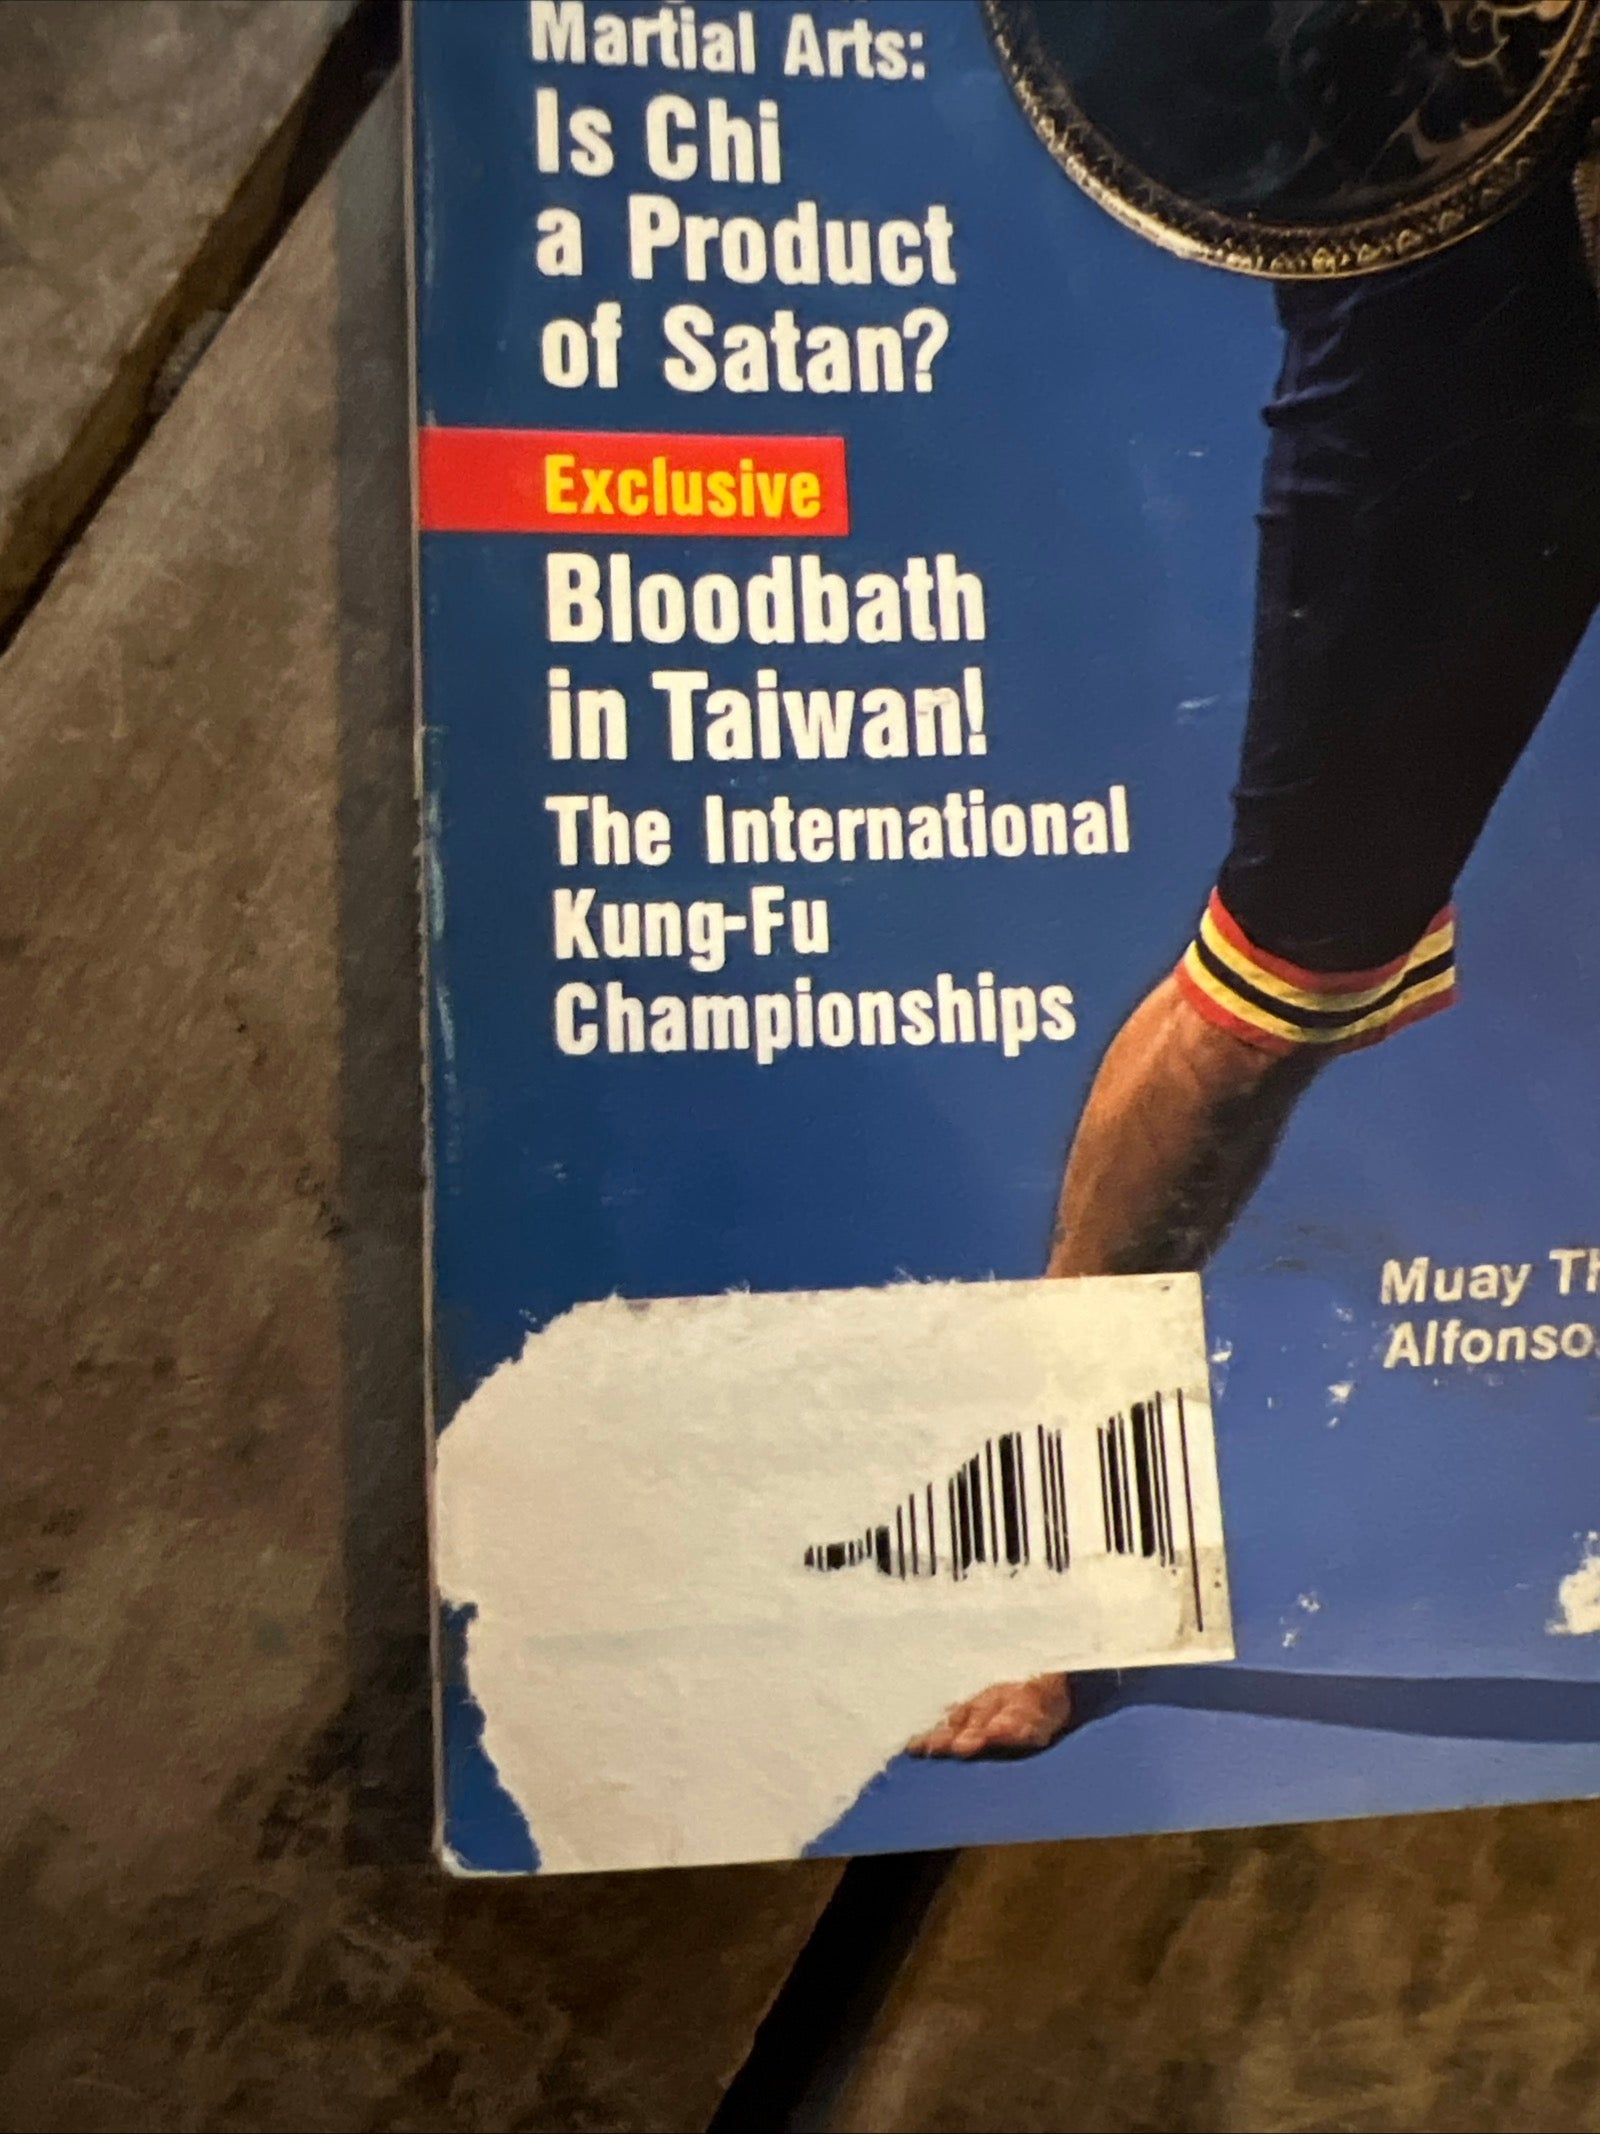 Martial Arts:
Is Chi
a Product
of Satan?
Exclusive
Bloodbath
in Taiwan!
The International
Kung-Fu
Championships
Muay
Alfonso